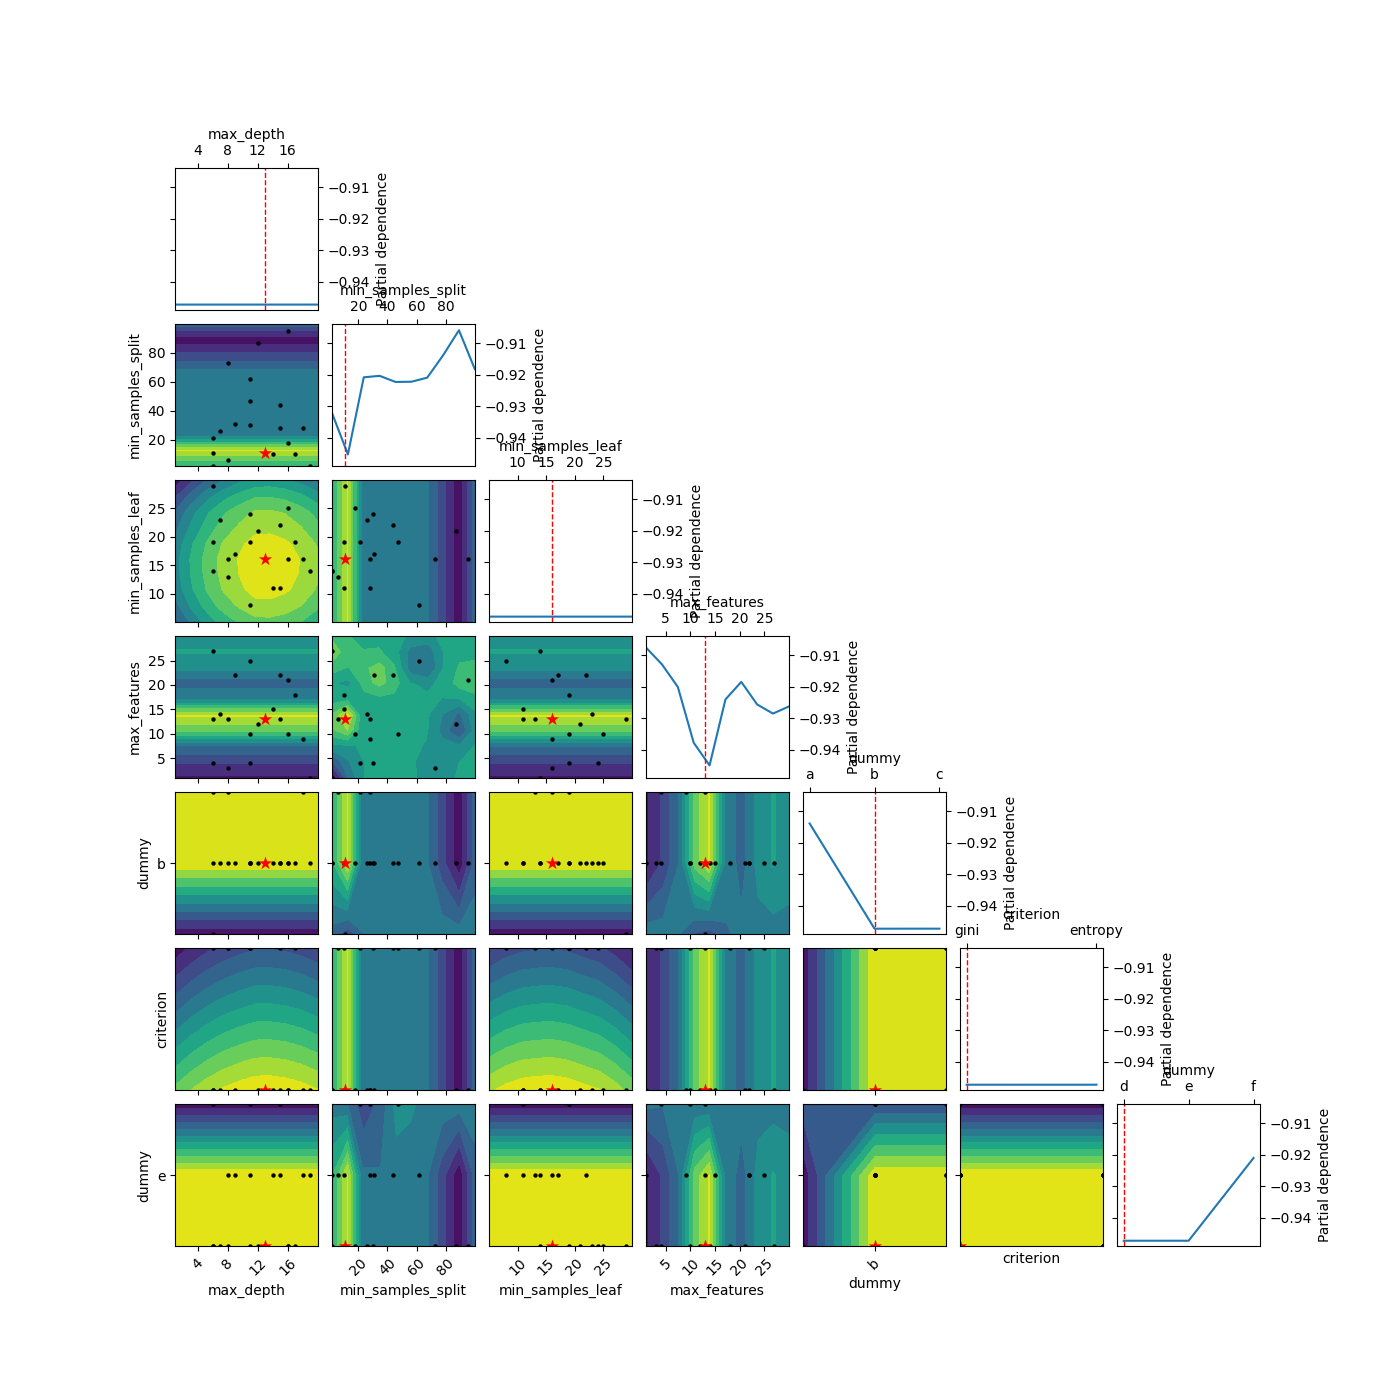 max_depth
4 8 12 16
−0.91
−0.92
−0.93
−0.94
Partial dependence
min_samples_split
20 40 60 80
min_samples_split
80
60
40
20
−0.91
−0.92
−0.93
−0.94
Partial dependence
min_samples_leaf
10 15 20 25
min_samples_leaf
25
20
15
10
−0.91
−0.92
−0.93
−0.94
Partial dependence
max_features
5 10 15 20 25
max_features
25
20
15
10
5
−0.91
−0.92
−0.93
−0.94
Partial dependence
dummy
a b c
dummy
b
−0.91
−0.92
−0.93
−0.94
Partial dependence
criterion
gini entropy
criterion
−0.91
−0.92
−0.93
−0.94
Partial dependence
dummy
d e f
dummy
e
−0.91
−0.92
−0.93
−0.94
Partial dependence
4 8 12 16
max_depth
20 40 60 80
min_samples_split
10 15 20 25
min_samples_leaf
5 10 15 20 25
max_features
b
dummy
criterion